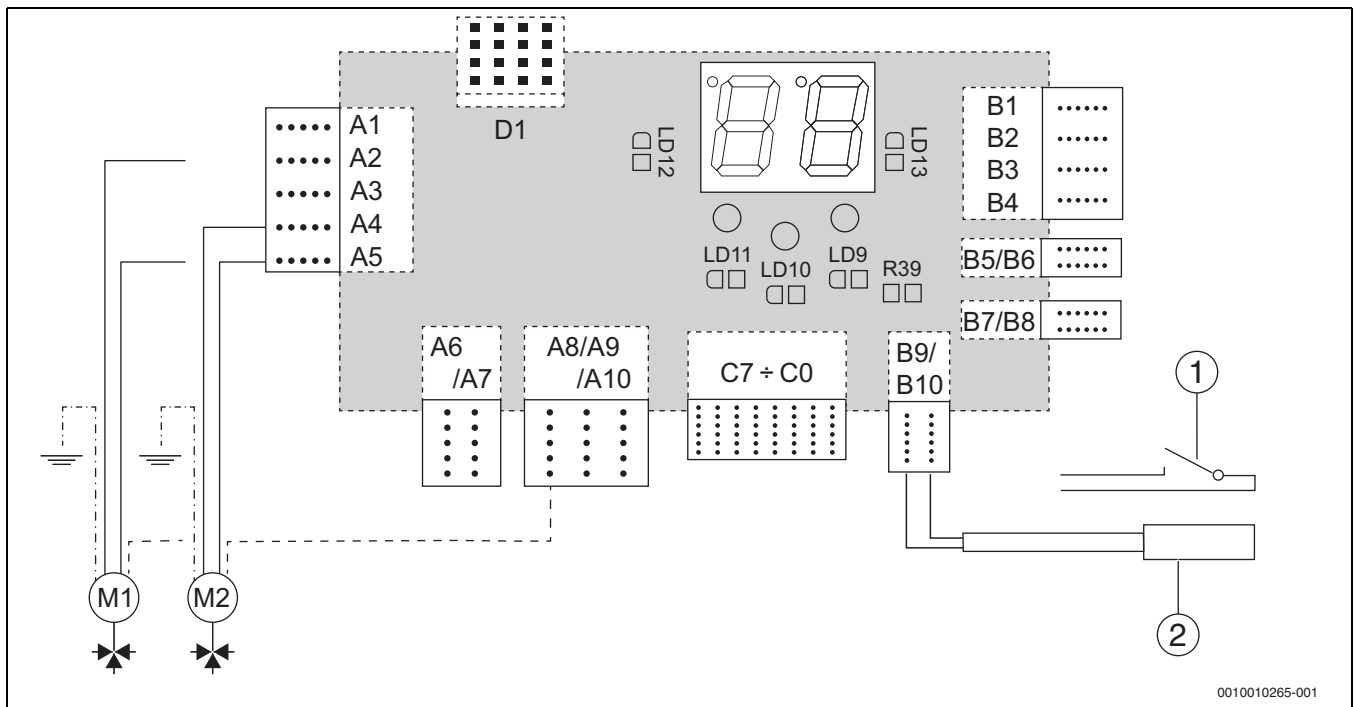 D1
A1
A2
A3
A4
A5
LD12
LD13
B1
B2
B3
B4
B5/B6
B7/B8
LD11
LD10
LD9
R39
A6
/A7
A8/A9
/A10
C7 ÷ C0
B9/
B10
1
M1
M2
2
0010010265-001